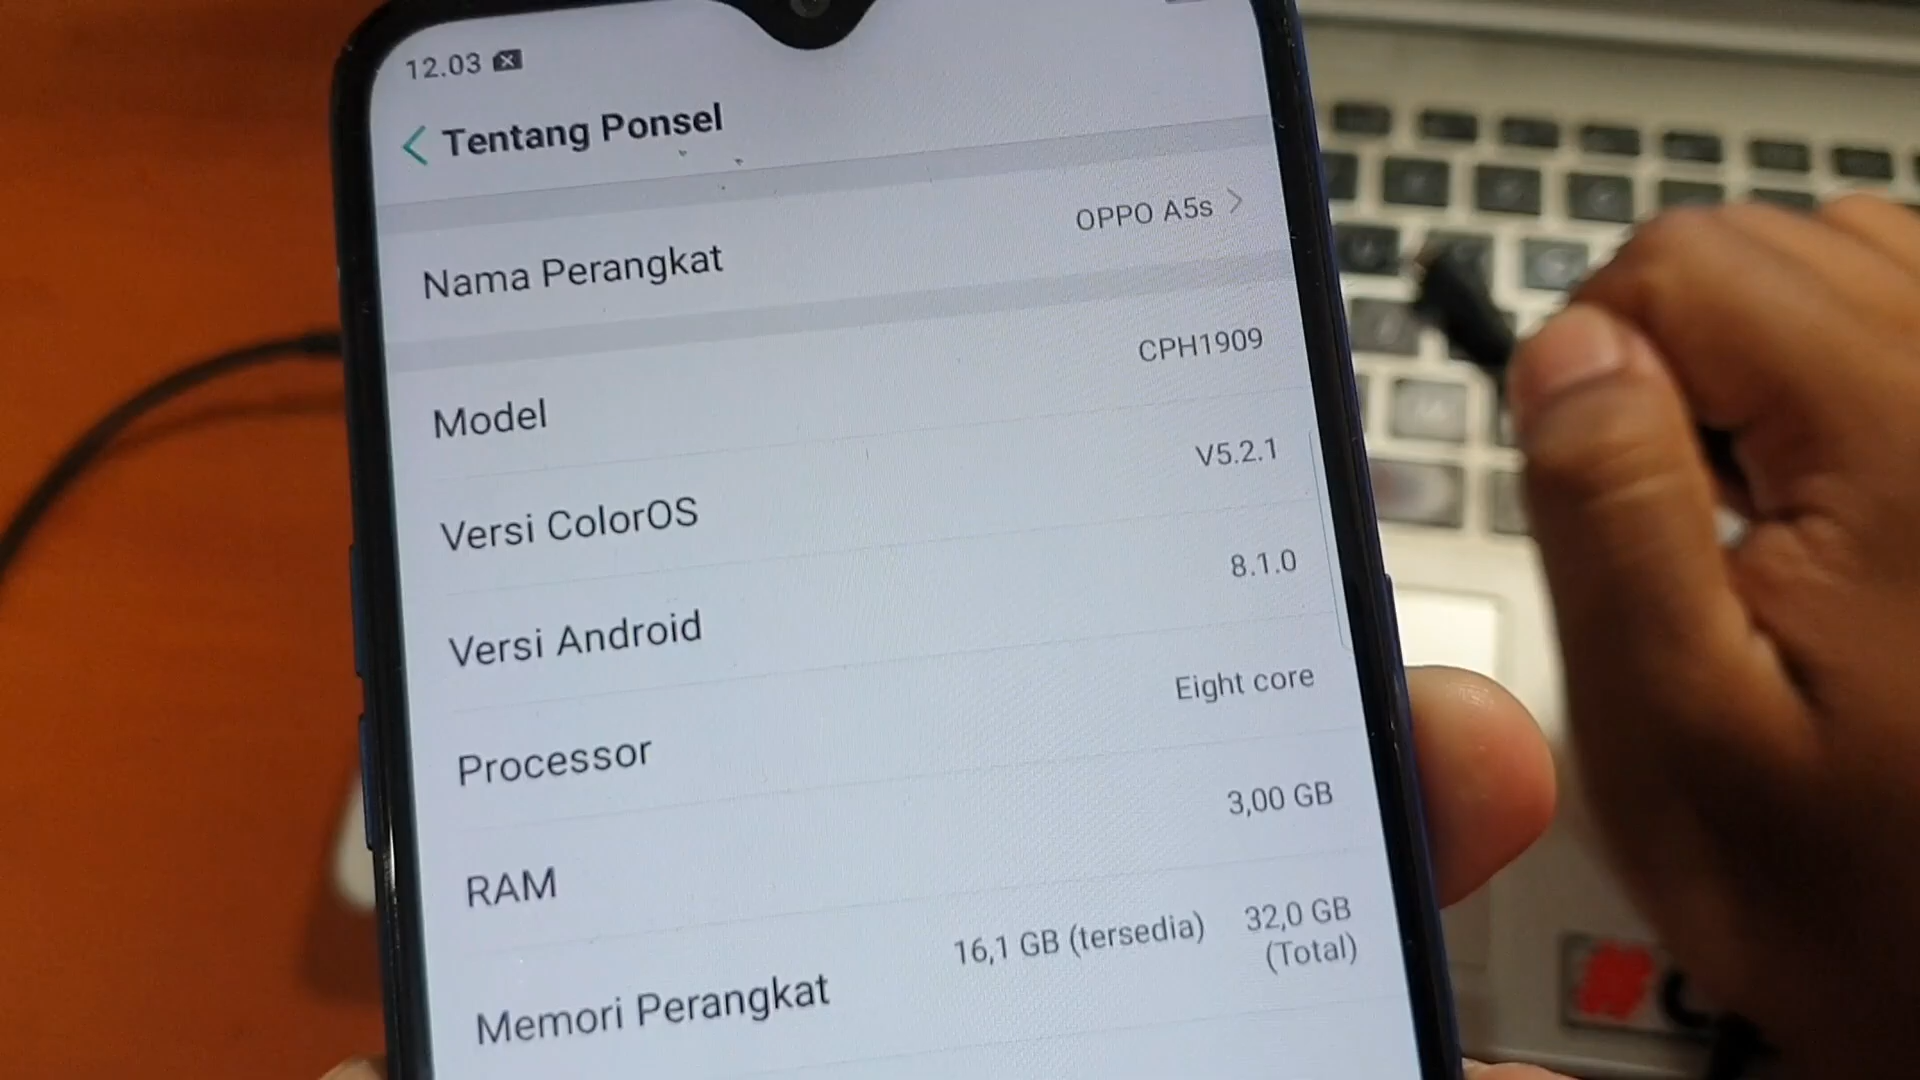 12.03
Tentang Ponsel
Nama Perangkat OPPO A5s
Model CPH1909
Versi ColorOS V5.2.1
Versi Android 8.1.0
Processor Eight core
RAM 3,00 GB
Memori Perangkat 16,1 GB (tersedia) 32,0 GB
(Total)